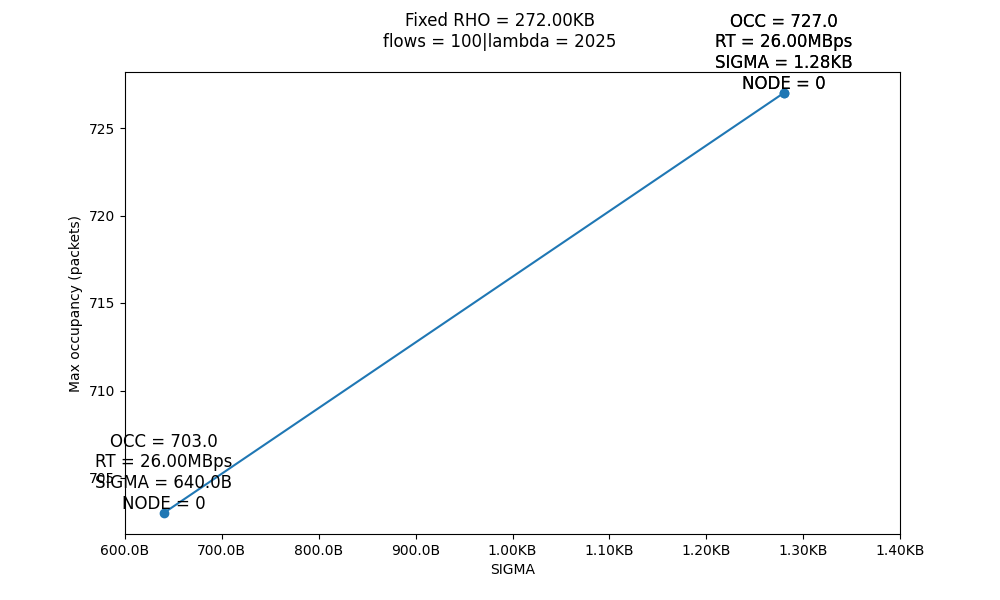 Fixed RHO = 272.00KB
flows = 100|lambda = 2025
OCC = 727.0
RT = 26.00MBps
SIGMA = 1.28KB
NODE = 0
725
720
715
710
705
Max occupancy (packets)
OCC = 703.0
RT = 26.00MBps
SIGMA = 640.0B
NODE = 0
600.0B 700.0B 800.0B 900.0B 1.00KB 1.10KB 1.20KB 1.30KB 1.40KB
SIGMA